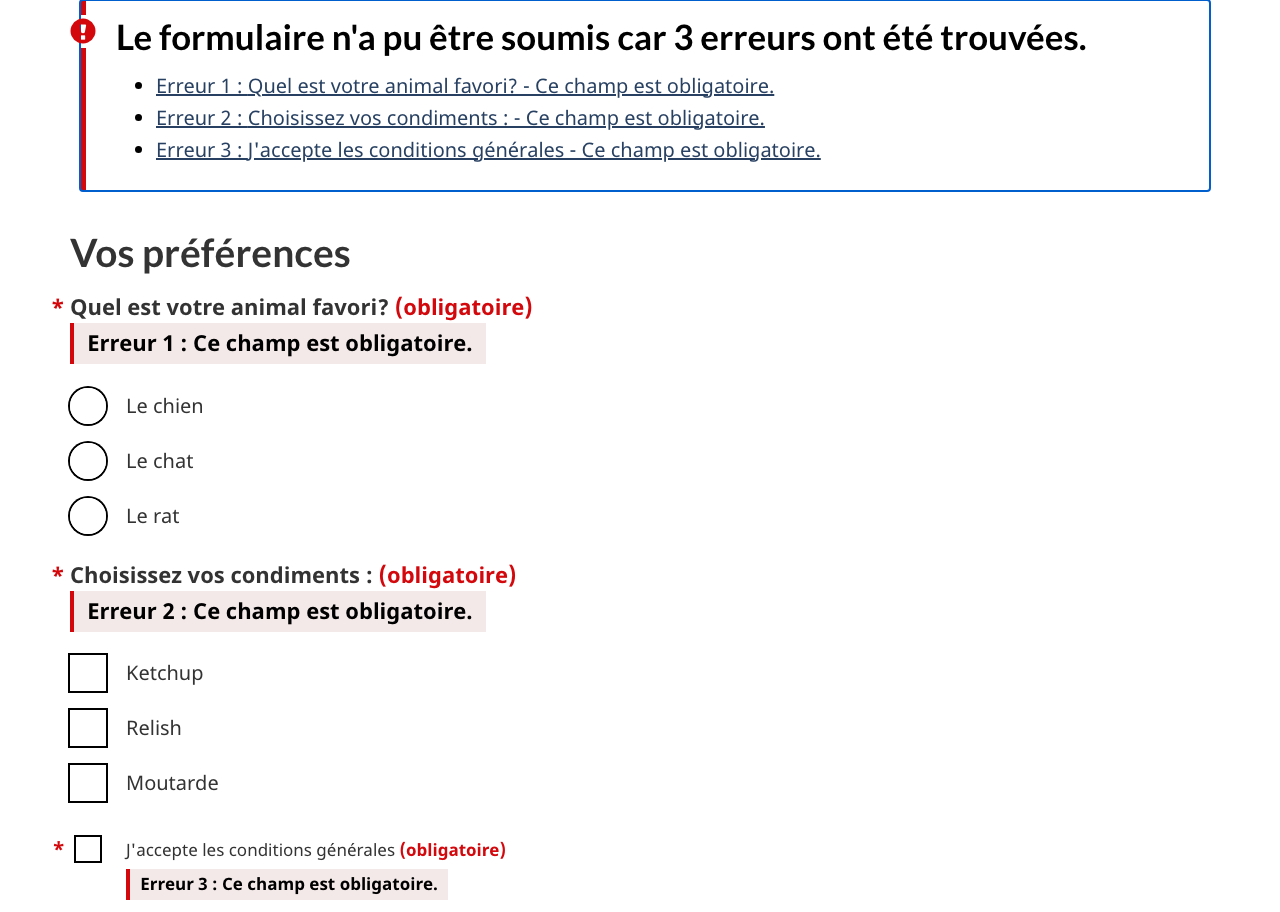 Le formulaire n'a pu être soumis car 3 erreurs ont été trouvées.
Erreur 1 : Quel est votre animal favori? - Ce champ est obligatoire.
Erreur 2 : Choisissez vos condiments : - Ce champ est obligatoire.
Erreur 3 : J'accepte les conditions générales - Ce champ est obligatoire.
Vos préférences
* Quel est votre animal favori? (obligatoire)
Erreur 1 : Ce champ est obligatoire.
Le chien
Le chat
Le rat
* Choisissez vos condiments : (obligatoire)
Erreur 2 : Ce champ est obligatoire.
Ketchup
Relish
Moutarde
* J'accepte les conditions générales (obligatoire)
Erreur 3 : Ce champ est obligatoire.